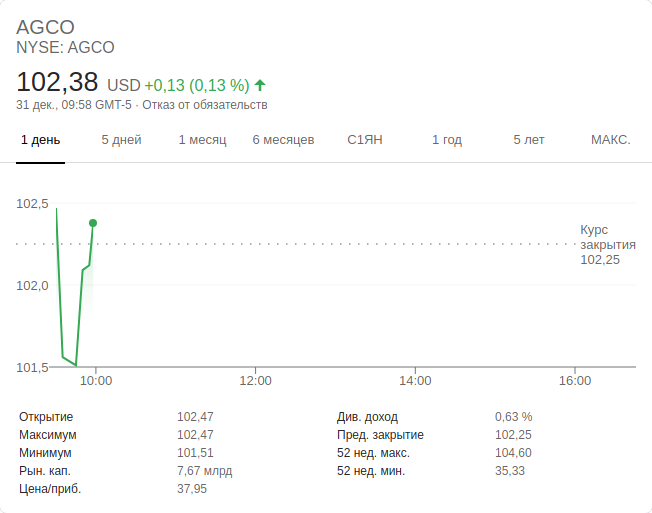 AGCO
NYSE: AGCO
102,38 USD +0,13 (0,13 %)
31 дек., 09:58 GMT-5 · Отказ от обязательств
1 день 5 дней 1 месяц 6 месяцев С1ЯН 1 год 5 лет МАКС.
102,5
Курс
закрытия
102,25
102,0
101,5
10:00 12:00 14:00 16:00
Открытие 102,47 Див. доход 0,63 %
Максимум 102,47 Пред. закрытие 102,25
Минимум 101,51 52 нед. макс. 104,60
Рын. кап. 7,67 млрд 52 нед. мин. 35,33
Цена/приб. 37,95